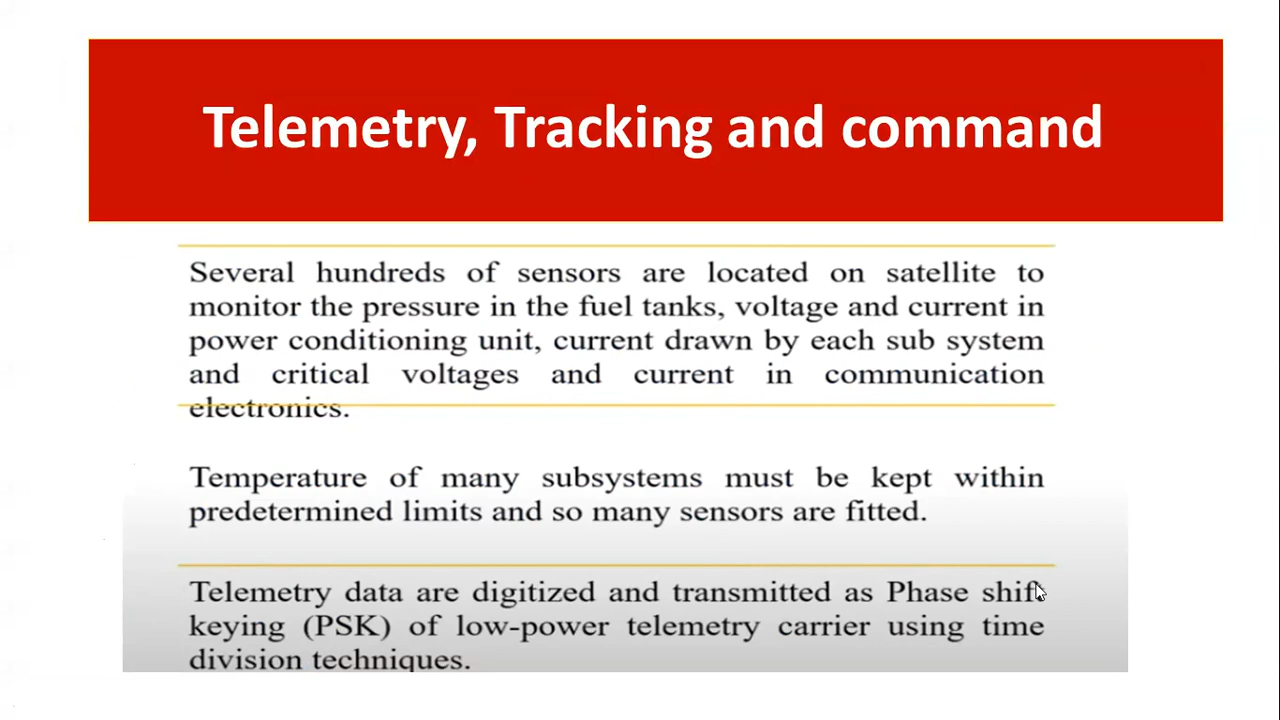 Telemetry, Tracking and command
Several hundreds of sensors are located on satellite to
monitor the pressure in the fuel tanks, voltage and current in
power conditioning unit, current drawn by each sub system
and critical voltages and current in communication
electronics.
Temperature of many subsystems must be kept within
predetermined limits and so many sensors are fitted.
Telemetry data are digitized and transmitted as Phase shift
keying (PSK) of low-power telemetry carrier using time
division techniques.